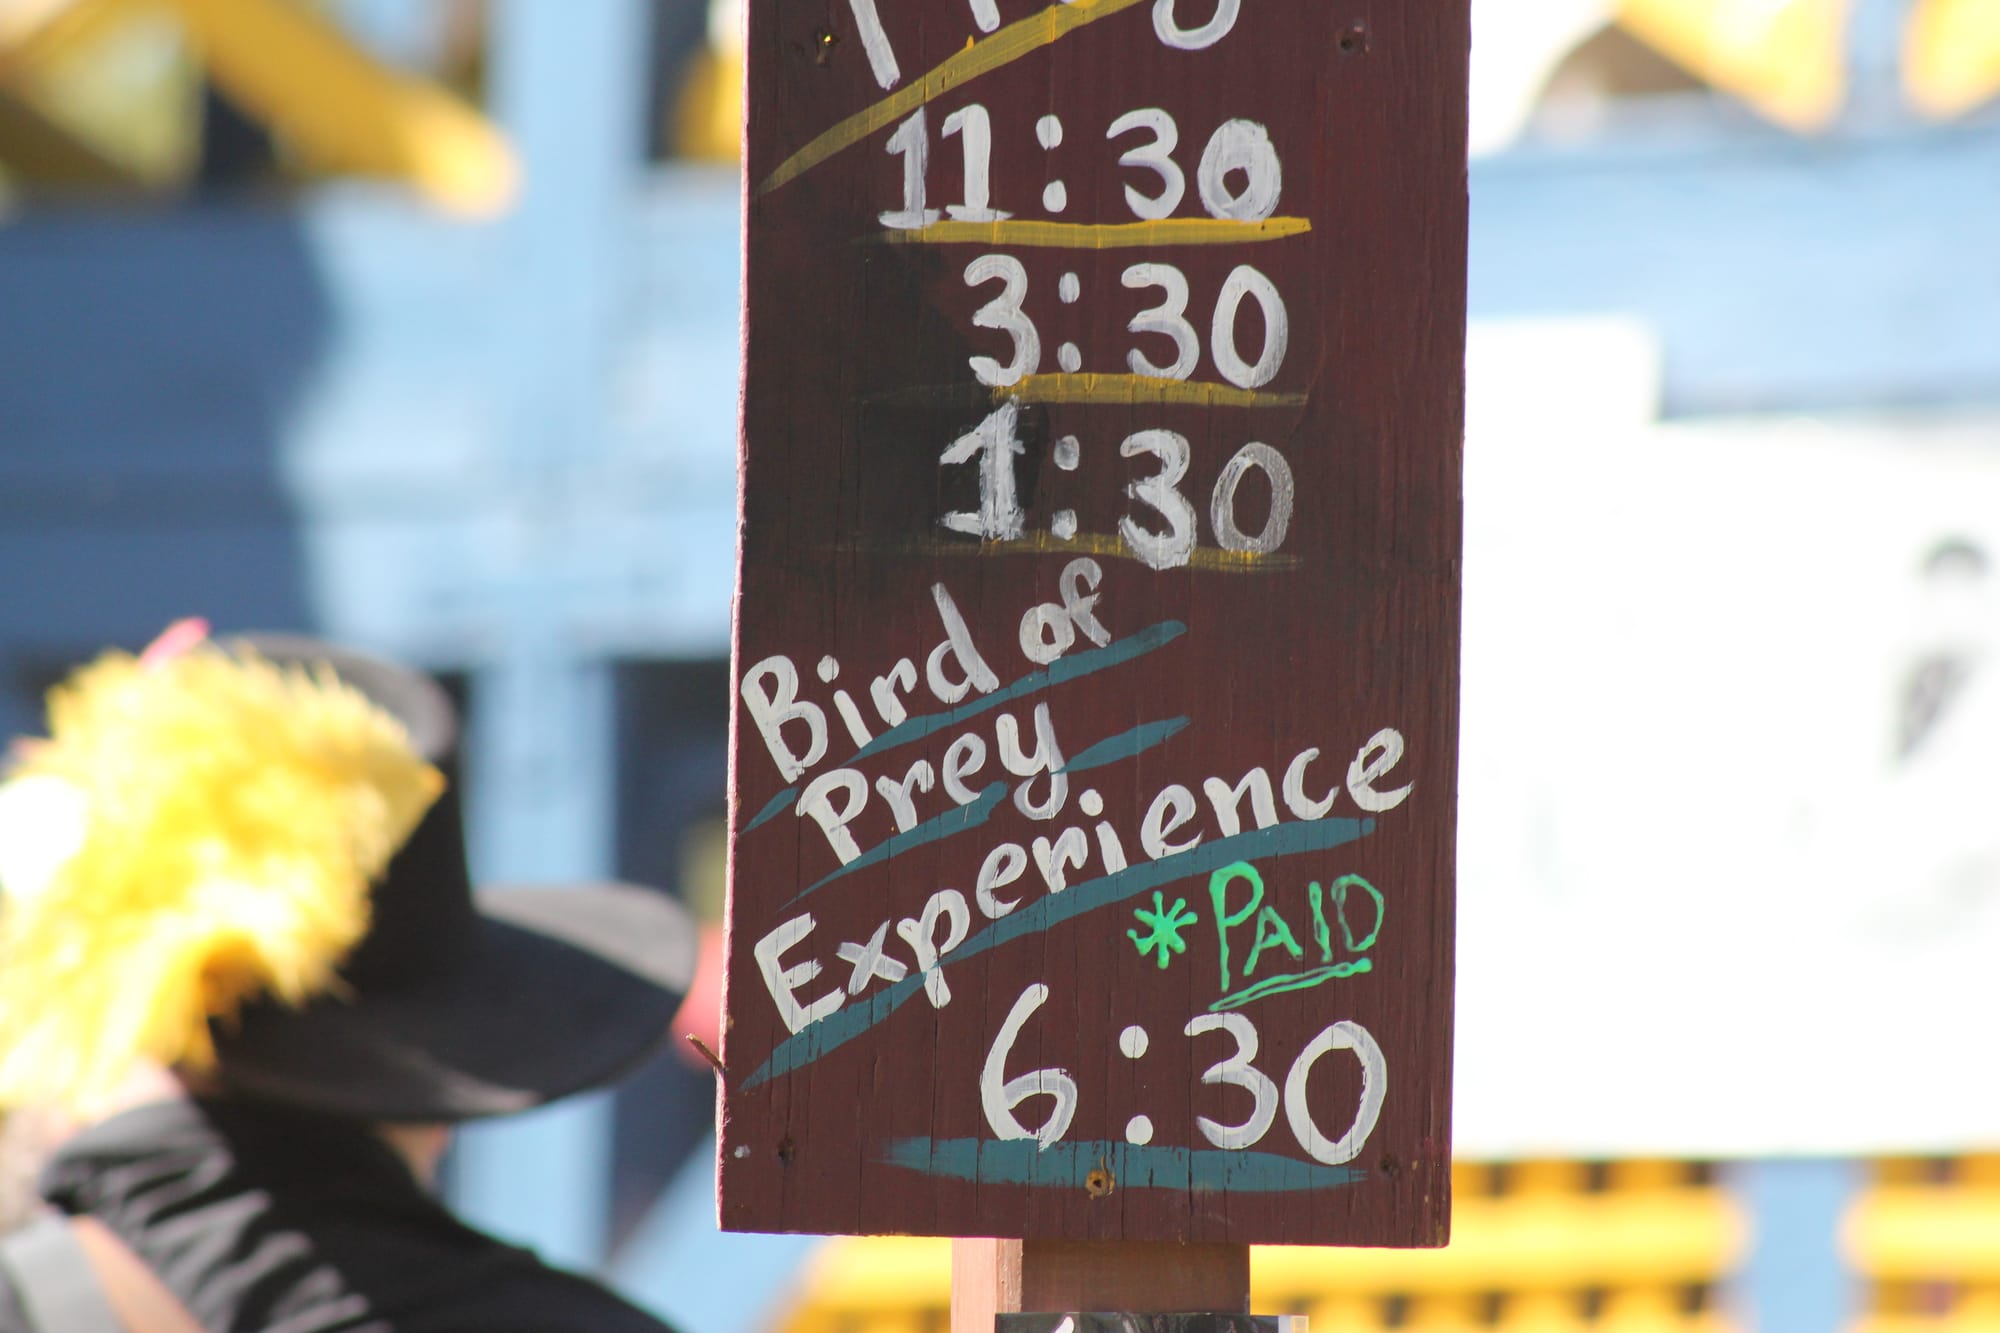 11:30
3:30
1:30
Bird of
Prey
Experience
* PAID
6:30